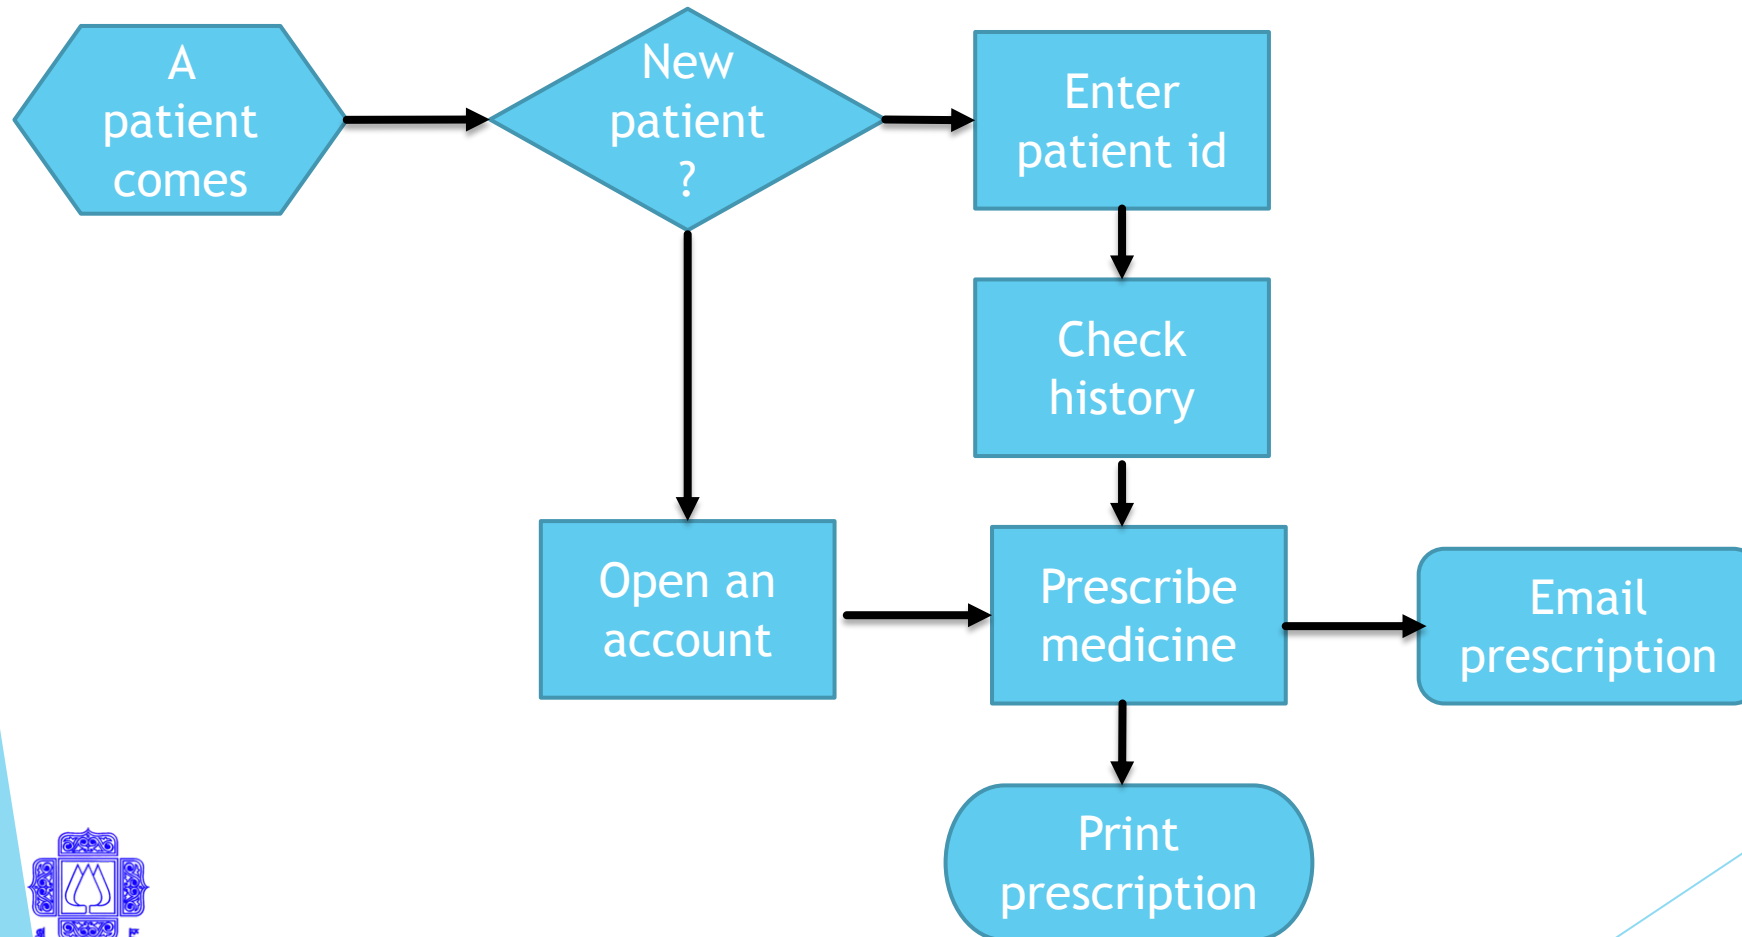 A
patient
comes
New
patient
?
Enter
patient id
Check
history
Open an
account
Prescribe
medicine
Email
prescription
Print
prescription